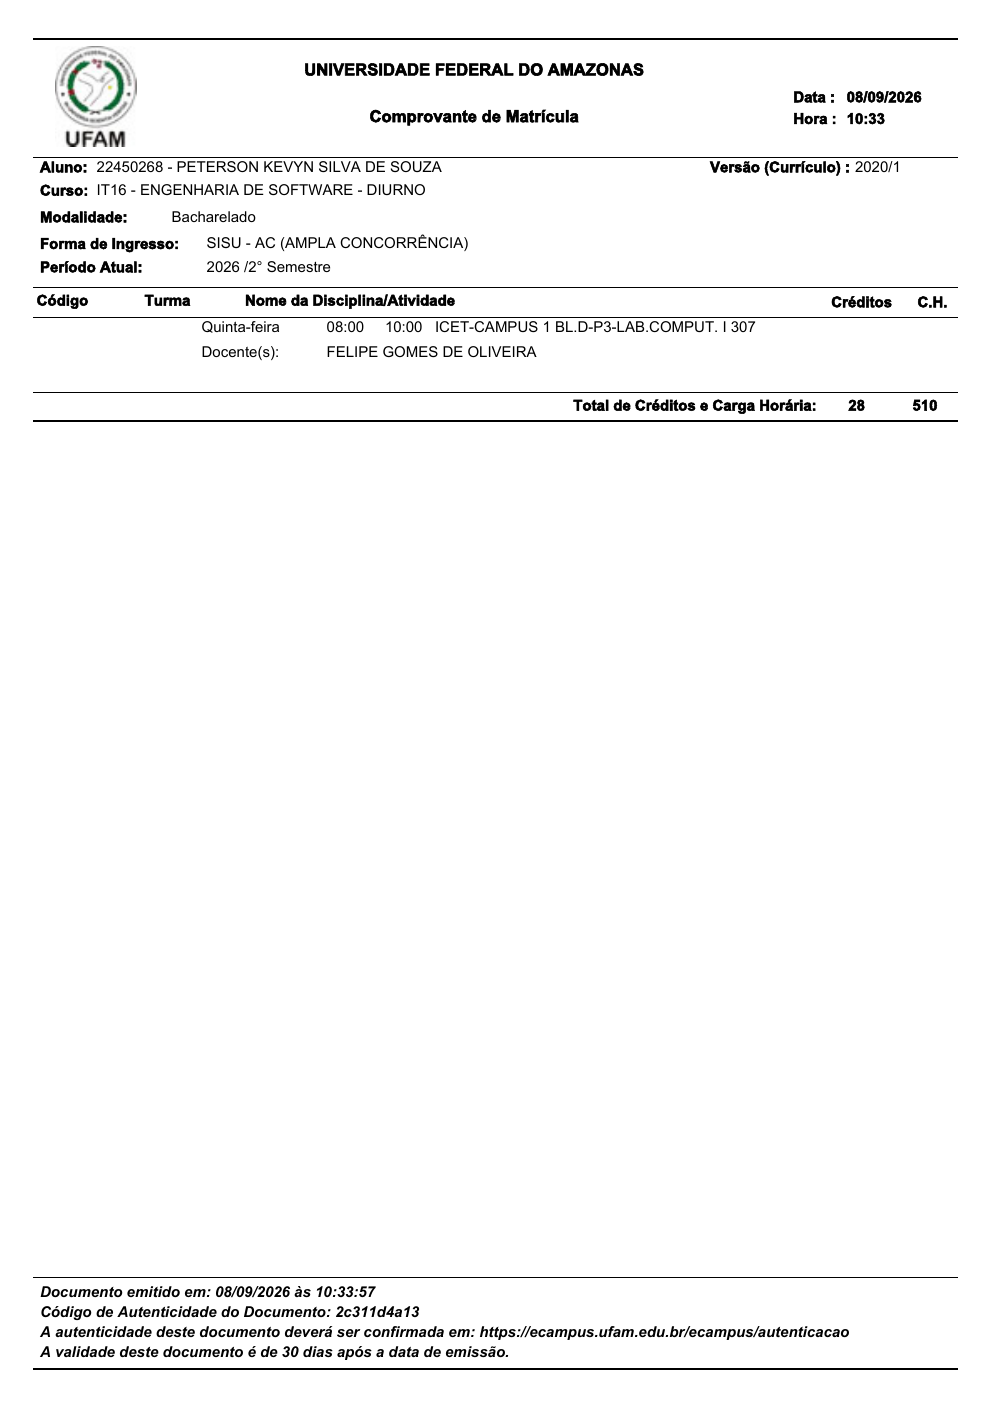 UNIVERSIDADE FEDERAL DO AMAZONAS
UFAM
Comprovante de Matrícula
Data : 08/09/2026
Hora : 10:33
Aluno: 22450268 - PETERSON KEVYN SILVA DE SOUZA Versão (Currículo) : 2020/1
Curso: IT16 - ENGENHARIA DE SOFTWARE - DIURNO
Modalidade: Bacharelado
Forma de Ingresso: SISU - AC (AMPLA CONCORRÊNCIA)
Período Atual: 2026 /2° Semestre
Código Turma Nome da Disciplina/Atividade Créditos C.H.
Quinta-feira 08:00 10:00 ICET-CAMPUS 1 BL.D-P3-LAB.COMPUT. I 307
Docente(s): FELIPE GOMES DE OLIVEIRA
Total de Créditos e Carga Horária: 28 510
Documento emitido em: 08/09/2026 às 10:33:57
Código de Autenticidade do Documento: 2c311d4a13
A autenticidade deste documento deverá ser confirmada em: https://ecampus.ufam.edu.br/ecampus/autenticacao
A validade deste documento é de 30 dias após a data de emissão.